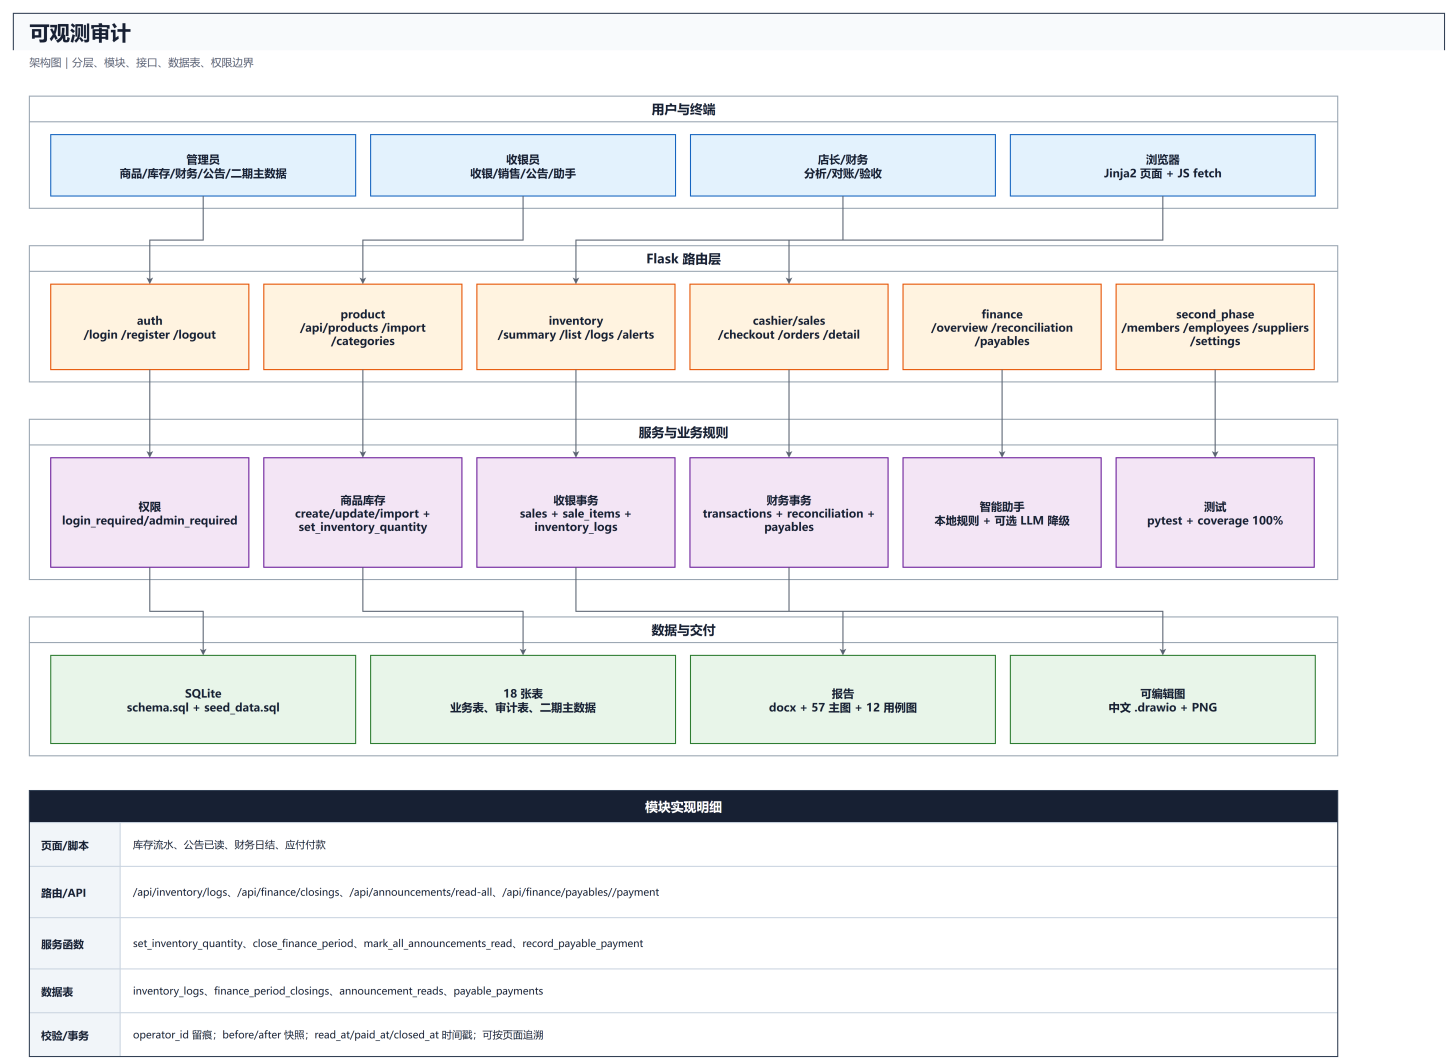 可观测审计
架构图 | 分层、模块、接口、数据表、权限边界
用户与终端
管理员
商品/库存/财务/公告/二期主数据
收银员
收银/销售/公告/助手
店长/财务
分析/对账/验收
浏览器
Jinja2 页面 + JS fetch
Flask 路由层
auth
/login /register /logout
product
/api/products /import
/categories
inventory
/summary /list /logs /alerts
cashier/sales
/checkout /orders /detail
finance
/overview /reconciliation
/payables
second_phase
/members /employees /suppliers
/settings
服务与业务规则
权限
login_required/admin_required
商品库存
create/update/import +
set_inventory_quantity
收银事务
sales + sale_items +
inventory_logs
财务事务
transactions + reconciliation +
payables
智能助手
本地规则 + 可选 LLM 降级
测试
pytest + coverage 100%
数据与交付
SQLite
schema.sql + seed_data.sql
18 张表
业务表、审计表、二期主数据
报告
docx + 57 主图 + 12 用例图
可编辑图
中文 .drawio + PNG
模块实现明细
页面/脚本
库存流水、公告已读、财务日结、应付付款
路由/API
/api/inventory/logs、/api/finance/closings、/api/announcements/read-all、/api/finance/payables//payment
服务函数
set_inventory_quantity、close_finance_period、mark_all_announcements_read、record_payable_payment
数据表
inventory_logs、finance_period_closings、announcement_reads、payable_payments
校验/事务
operator_id 留痕；before/after 快照；read_at/paid_at/closed_at 时间戳；可按页面追溯